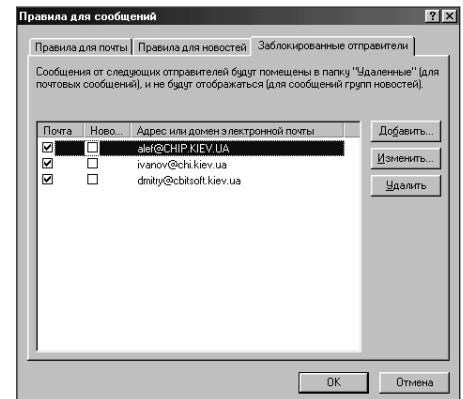 Правила для сообщений
Правила для почты Правила для новостей Заблокированные отправители
Сообщения от следующих отправителей будут помещены в папку "Удаленные" (для
почтовых сообщений), и не будут отображаться (для сообщений групп новостей).
Почта Ново... Адрес или домен электронной почты
alef@CHIP.KIEV.UA
ivanov@chi.kiev.ua
dmitry@cbitsoft.kiev.ua
Добавить...
Изменить...
Удалить
OK Отмена